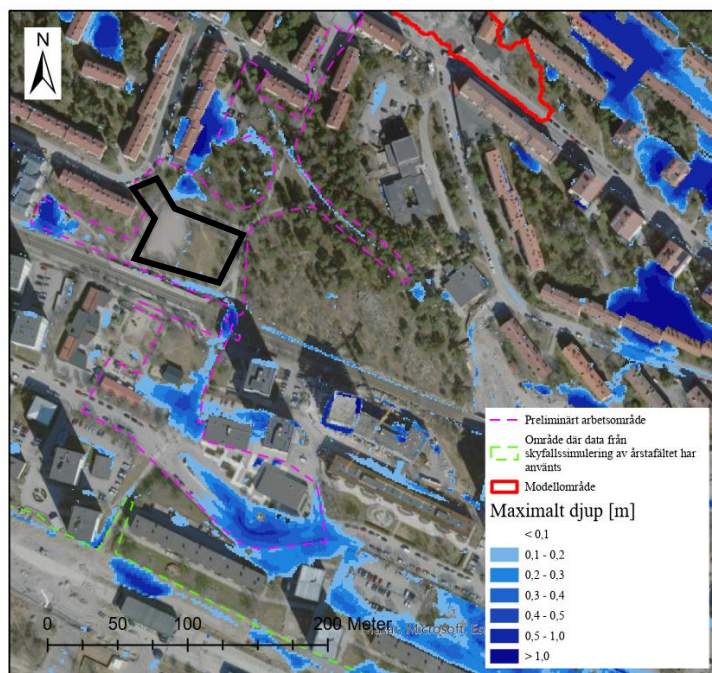 N
Preliminärt arbetsområde
Område där data från
skyfallssimulering av årstafältet har
använts
Modellområde
Maximalt djup [m]
< 0,1
0,1 - 0,2
0,2 - 0,3
0,3 - 0,4
0,4 - 0,5
0,5 - 1,0
> 1,0
0 50 100 200 Meter
Microsoft, Es